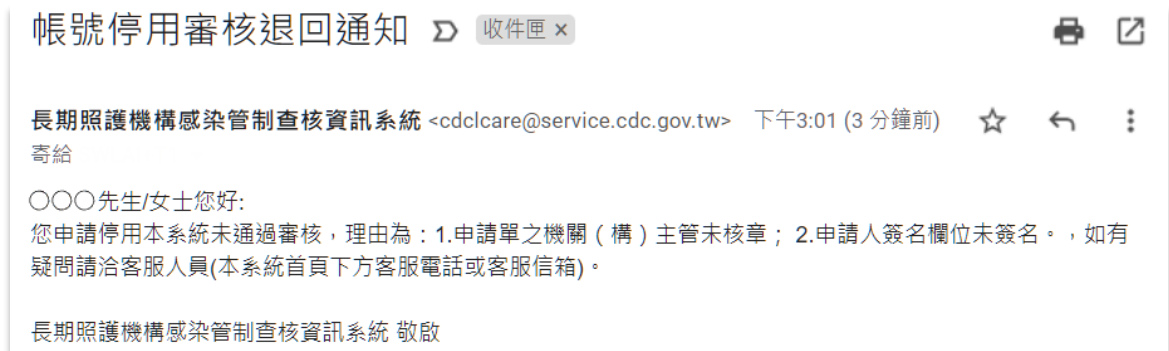 帳號停用審核退回通知 收件匣 ×
長期照護機構感染管制查核資訊系統 <cdclcare@service.cdc.gov.tw> 下午3:01 (3 分鐘前)
寄給
○○○先生/女士您好:
您申請停用本系統未通過審核，理由為：1.申請單之機關（構）主管未核章； 2.申請人簽名欄位未簽名。，如有
疑問請洽客服人員(本系統首頁下方客服電話或客服信箱)。
長期照護機構感染管制查核資訊系統 敬啟